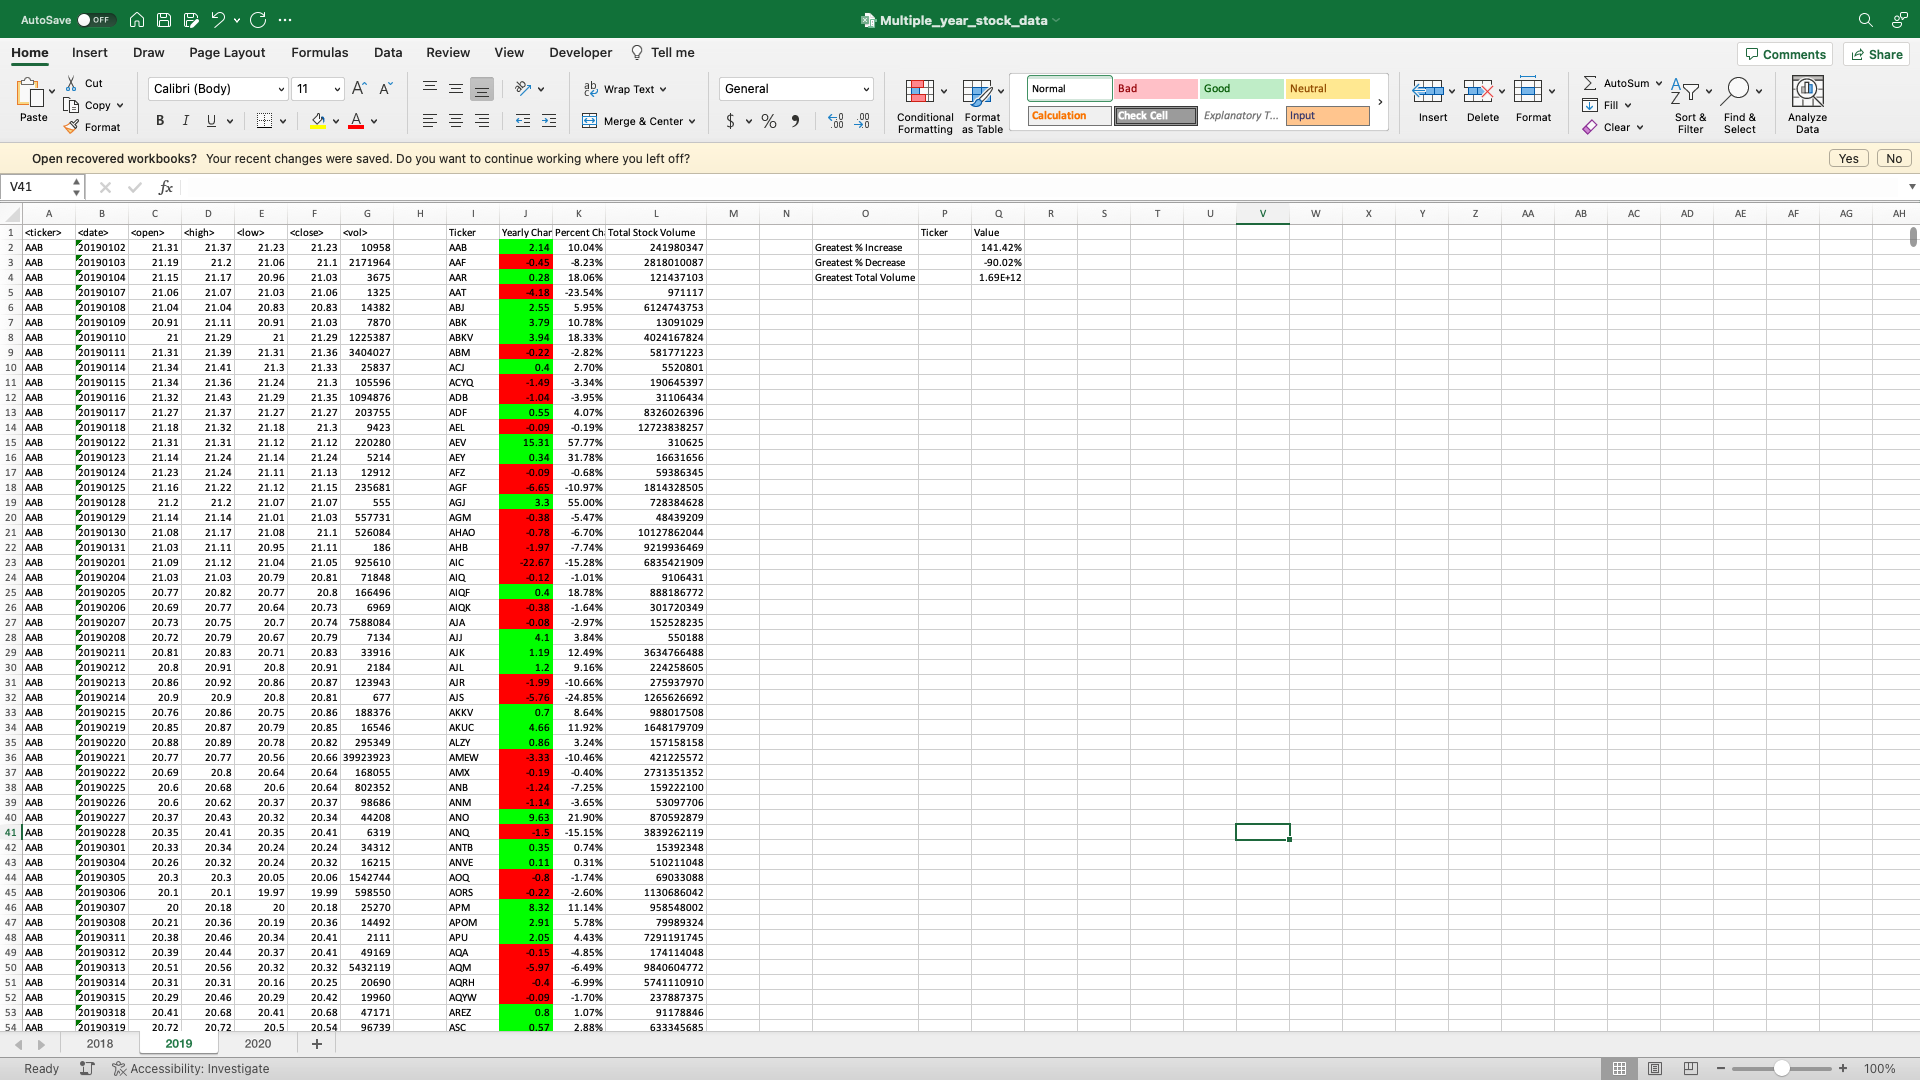 AutoSave OFF Multiple_year_stock_data
Home Insert Draw Page Layout Formulas Data Review View Developer Tell me Comments Share
Paste Cut Copy Format Calibri (Body) 11 Wrap Text Merge & Center General Conditional Formatting Format as Table Normal Bad Good Neutral Calculation Check Cell Explanatory T... Input Insert Delete Format AutoSum Fill Clear Sort & Filter Find & Select Analyze Data
Open recovered workbooks? Your recent changes were saved. Do you want to continue working where you left off? Yes No
V41 fx
A B C D E F G H I J K L M N O P Q R S T U V W X Y Z AA AB AC AD AE AF AG AH
1 <ticker> <date> <open> <high> <low> <close> <vol> Ticker Yearly Chan Percent Ch Total Stock Volume Ticker Value
2 AAB 20190102 21.31 21.37 21.23 21.23 10958 AAB 2.14 10.04% 241980347 Greatest % Increase 141.42%
3 AAB 20190103 21.19 21.2 21.06 21.1 2171964 AAF -0.45 -8.23% 2818010087 Greatest % Decrease -90.02%
4 AAB 20190104 21.15 21.17 20.96 21.03 3675 AAR 0.28 18.06% 121437103 Greatest Total Volume 1.69E+12
5 AAB 20190107 21.06 21.07 21.03 21.06 1325 AAT -4.18 -23.54% 971117
6 AAB 20190108 21.04 21.04 20.83 20.83 14382 ABJ 2.55 5.95% 6124743753
7 AAB 20190109 20.91 21.11 20.91 21.03 7870 ABK 3.79 10.78% 13091029
8 AAB 20190110 21 21.29 21 21.29 1225387 ABKV 3.94 18.33% 4024167824
9 AAB 20190111 21.31 21.39 21.31 21.36 3404027 ABM -0.22 -2.82% 581771223
10 AAB 20190114 21.34 21.41 21.3 21.33 25837 ACJ 0.4 2.70% 5520801
11 AAB 20190115 21.34 21.36 21.24 21.3 105596 ACYQ -1.49 -3.34% 190645397
12 AAB 20190116 21.32 21.43 21.29 21.35 1094876 ADB -1.04 -3.95% 31106434
13 AAB 20190117 21.27 21.37 21.27 21.27 203755 ADF 0.55 4.07% 8326026396
14 AAB 20190118 21.18 21.32 21.18 21.3 9423 AEL -0.09 -0.19% 12723838257
15 AAB 20190122 21.31 21.31 21.12 21.12 220280 AEV 15.31 57.77% 310625
16 AAB 20190123 21.14 21.24 21.14 21.24 5214 AEY 0.34 31.78% 16631656
17 AAB 20190124 21.23 21.24 21.11 21.13 12912 AFZ -0.09 -0.68% 59386345
18 AAB 20190125 21.16 21.22 21.12 21.15 235681 AGF -6.65 -10.97% 1814328505
19 AAB 20190128 21.2 21.2 21.07 21.07 555 AGJ 3.3 55.00% 728384628
20 AAB 20190129 21.14 21.14 21.01 21.03 557731 AGM -0.38 -5.47% 48439209
21 AAB 20190130 21.08 21.17 21.08 21.1 526084 AHAO -0.78 -6.70% 10127862044
22 AAB 20190131 21.03 21.11 20.95 21.11 186 AHB -1.97 -7.74% 9219936469
23 AAB 20190201 21.09 21.12 21.04 21.05 925610 AIC -22.67 -15.28% 6835421909
24 AAB 20190204 21.03 21.03 20.79 20.81 71848 AIQ -0.12 -1.01% 9106431
25 AAB 20190205 20.77 20.82 20.77 20.8 166496 AIQF 0.4 18.78% 888186772
26 AAB 20190206 20.69 20.77 20.64 20.73 6969 AIQK -0.38 -1.64% 301720349
27 AAB 20190207 20.73 20.75 20.7 20.74 7588084 AJA -0.08 -2.97% 152528235
28 AAB 20190208 20.72 20.79 20.67 20.79 7134 AJJ 4.1 3.84% 550188
29 AAB 20190211 20.81 20.83 20.71 20.83 33916 AJK 1.19 12.49% 3634766488
30 AAB 20190212 20.8 20.91 20.8 20.91 2184 AJL 1.2 9.16% 224258605
31 AAB 20190213 20.86 20.92 20.86 20.87 123943 AJR -1.99 -10.66% 275937970
32 AAB 20190214 20.9 20.9 20.8 20.81 677 AJS -5.76 -24.85% 1265626692
33 AAB 20190215 20.76 20.86 20.75 20.86 188376 AKKV 0.7 8.64% 988017508
34 AAB 20190219 20.85 20.87 20.79 20.85 16546 AKUC 4.66 11.92% 1648179709
35 AAB 20190220 20.88 20.89 20.78 20.82 295349 ALZY 0.86 3.24% 157158158
36 AAB 20190221 20.77 20.77 20.56 20.66 39923923 AMEW -3.33 -10.46% 421225572
37 AAB 20190222 20.69 20.8 20.64 20.64 168055 AMX -0.19 -0.40% 2731351352
38 AAB 20190225 20.6 20.68 20.6 20.64 802352 ANB -1.24 -7.25% 159222100
39 AAB 20190226 20.6 20.62 20.37 20.37 98686 ANM -1.14 -3.65% 53097706
40 AAB 20190227 20.37 20.43 20.32 20.34 44208 ANO 9.63 21.90% 870592879
41 AAB 20190228 20.35 20.41 20.35 20.41 6319 ANQ -1.5 -15.15% 3839262119
42 AAB 20190301 20.33 20.34 20.24 20.24 34312 ANTB 0.35 0.74% 15392348
43 AAB 20190304 20.26 20.32 20.24 20.32 16215 ANVE 0.11 0.31% 510211048
44 AAB 20190305 20.3 20.3 20.05 20.06 1542744 AOQ -0.8 -1.74% 69033088
45 AAB 20190306 20.1 20.1 19.97 19.99 598550 AORS -0.22 -2.60% 1130686042
46 AAB 20190307 20 20.18 20 20.18 25270 APM 8.32 11.14% 958548002
47 AAB 20190308 20.21 20.36 20.19 20.36 14492 APOM 2.91 5.78% 79989324
48 AAB 20190311 20.38 20.46 20.34 20.41 2111 APU 2.05 4.43% 7291191745
49 AAB 20190312 20.39 20.44 20.37 20.41 49169 AQA -0.15 -4.85% 174114048
50 AAB 20190313 20.51 20.56 20.32 20.32 5432119 AQM -5.97 -6.49% 9840604772
51 AAB 20190314 20.31 20.31 20.16 20.25 20690 AQRH -0.4 -6.99% 5741110910
52 AAB 20190315 20.29 20.46 20.29 20.42 19960 AQYW -0.09 -1.70% 237887375
53 AAB 20190318 20.41 20.68 20.41 20.68 47171 AREZ 0.8 1.07% 91178846
54 AAB 20190319 20.72 20.72 20.5 20.54 96739 ASC 0.57 2.88% 633345685
2018 2019 2020
Ready Accessibility: Investigate 100%